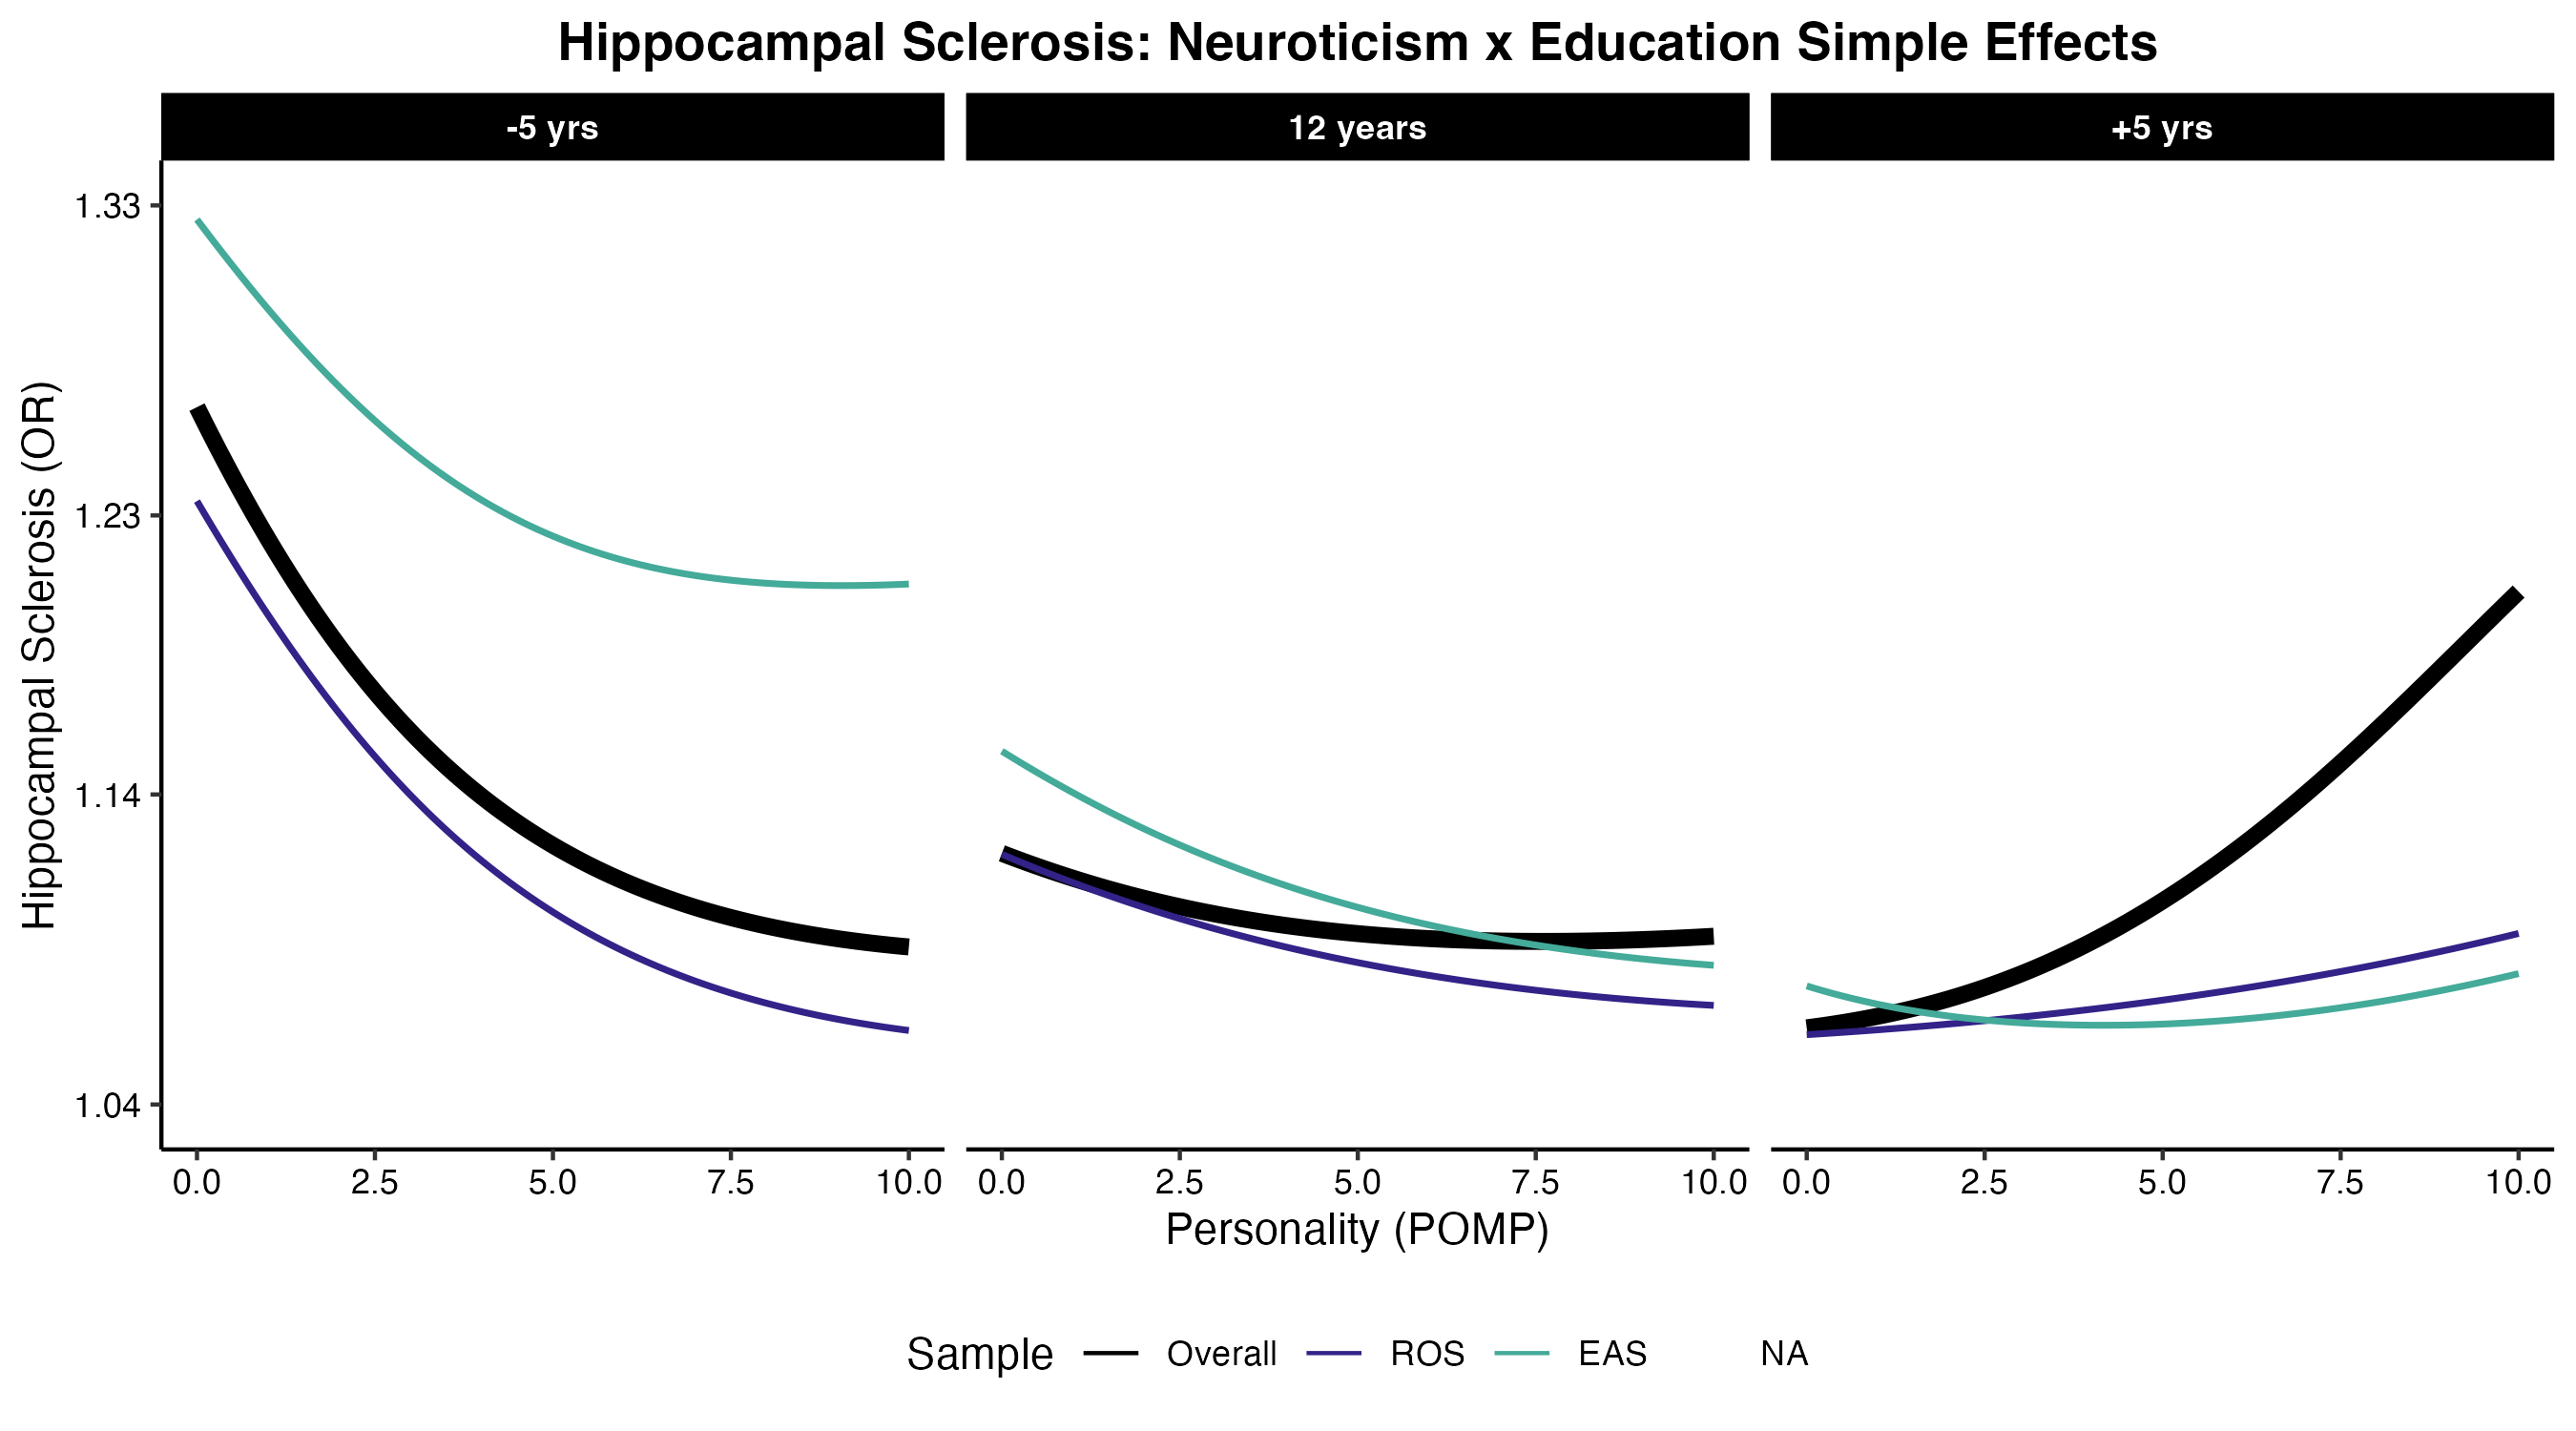 Hippocampal Sclerosis: Neuroticism x Education Simple Effects
-5 yrs
12 years
+5 yrs
Hippocampal Sclerosis (OR)
1.33
1.23
1.14
1.04
0.0 2.5 5.0 7.5 10.0
0.0 2.5 5.0 7.5 10.0
0.0 2.5 5.0 7.5 10.0
Personality (POMP)
Sample Overall ROS EAS NA